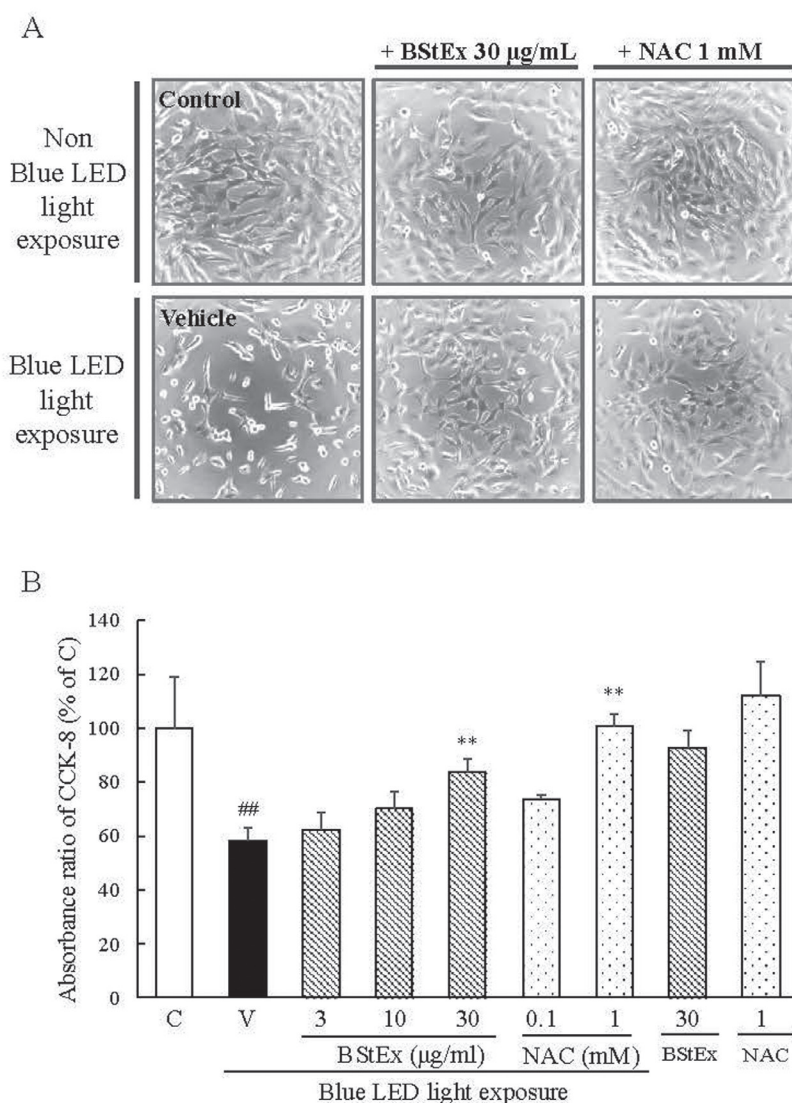 A
+ BStEx 30 μg/mL
+ NAC 1 mM
Non
Blue LED
light
exposure
Control
Blue LED
light
exposure
Vehicle
B
Absorbance ratio of CCK-8 (% of C)
140
120
100
80
60
40
20
0
##
**
**
C V 3 10 30 0.1 1 30 1
BStEx (μg/ml) NAC (mM) BStEx NAC
Blue LED light exposure